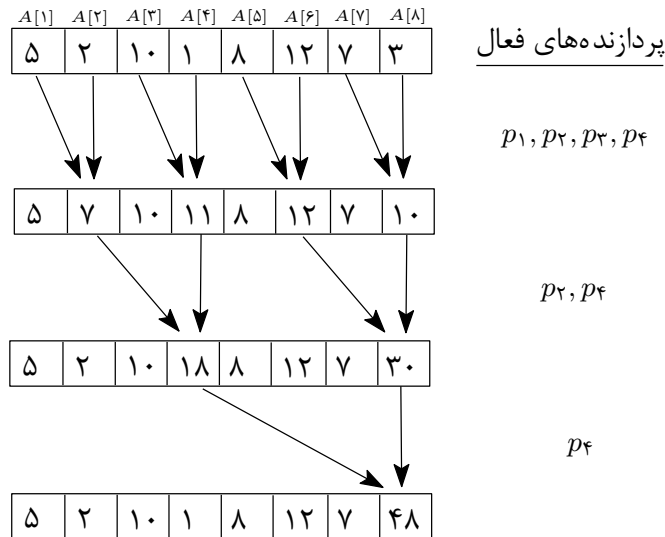 A[۱] A[۲] A[۳] A[۴] A[۵] A[۶] A[۷] A[۸]
پردازنده‌های فعال
۵ ۲ ۱۰ ۱ ۸ ۱۲ ۷ ۳
p۱, p۲, p۳, p۴
۵ ۷ ۱۰ ۱۱ ۸ ۱۲ ۷ ۱۰
p۲, p۴
۵ ۲ ۱۰ ۱۸ ۸ ۱۲ ۷ ۳۰
p۴
۵ ۲ ۱۰ ۱ ۸ ۱۲ ۷ ۴۸